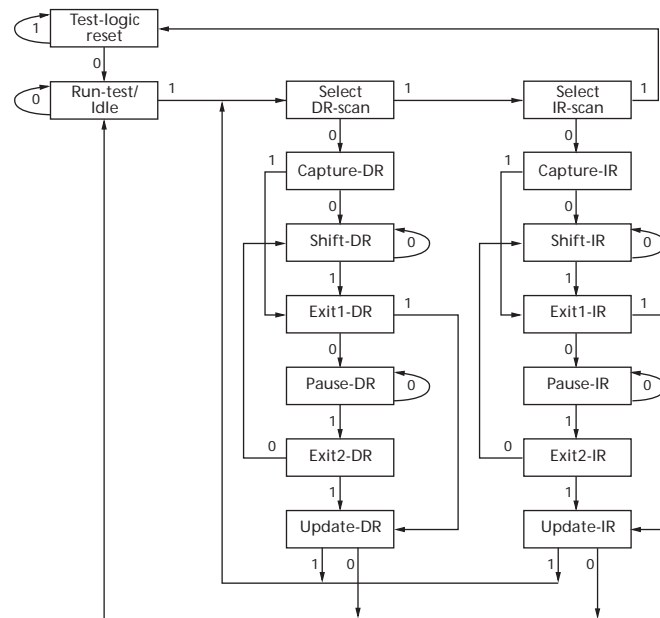 Test-logic
reset
1
0
Run-test/
Idle
0
1
Select
DR-scan
1
Select
IR-scan
1
0
0
1
Capture-DR
1
Capture-IR
0
0
Shift-DR
0
Shift-IR
0
1
1
Exit1-DR
1
Exit1-IR
1
0
0
Pause-DR
0
Pause-IR
0
1
1
0
Exit2-DR
0
Exit2-IR
1
1
Update-DR
Update-IR
1
0
1
0